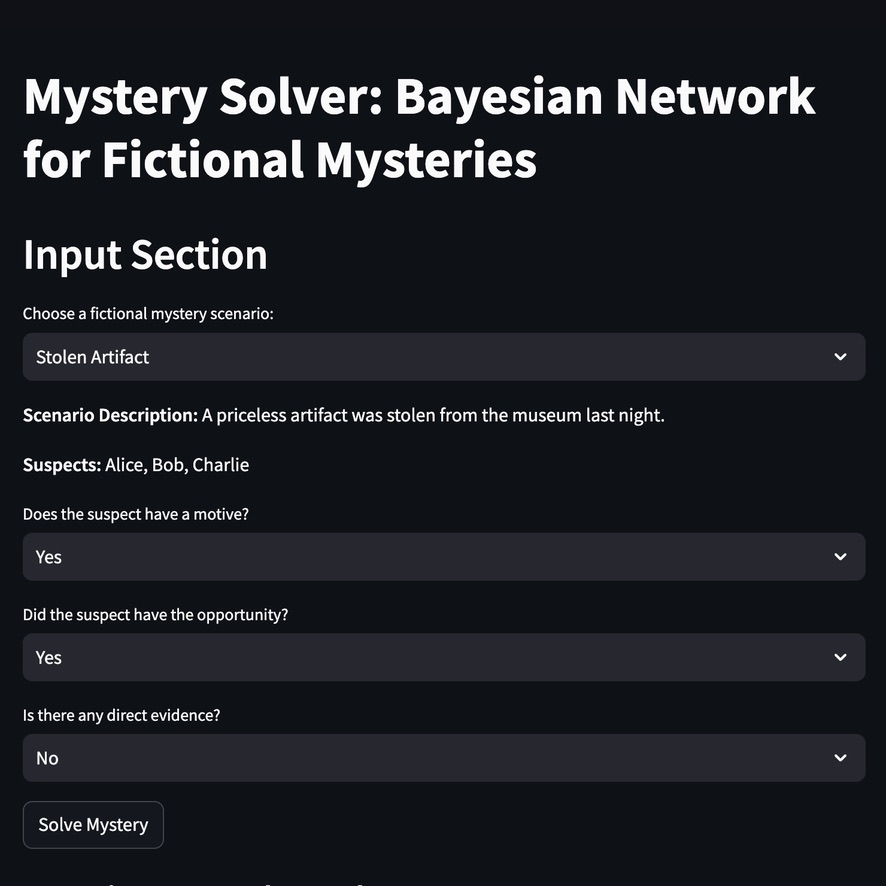 Mystery Solver: Bayesian Network
for Fictional Mysteries
Input Section
Choose a fictional mystery scenario:
Stolen Artifact
Scenario Description: A priceless artifact was stolen from the museum last night.
Suspects: Alice, Bob, Charlie
Does the suspect have a motive?
Yes
Did the suspect have the opportunity?
Yes
Is there any direct evidence?
No
Solve Mystery